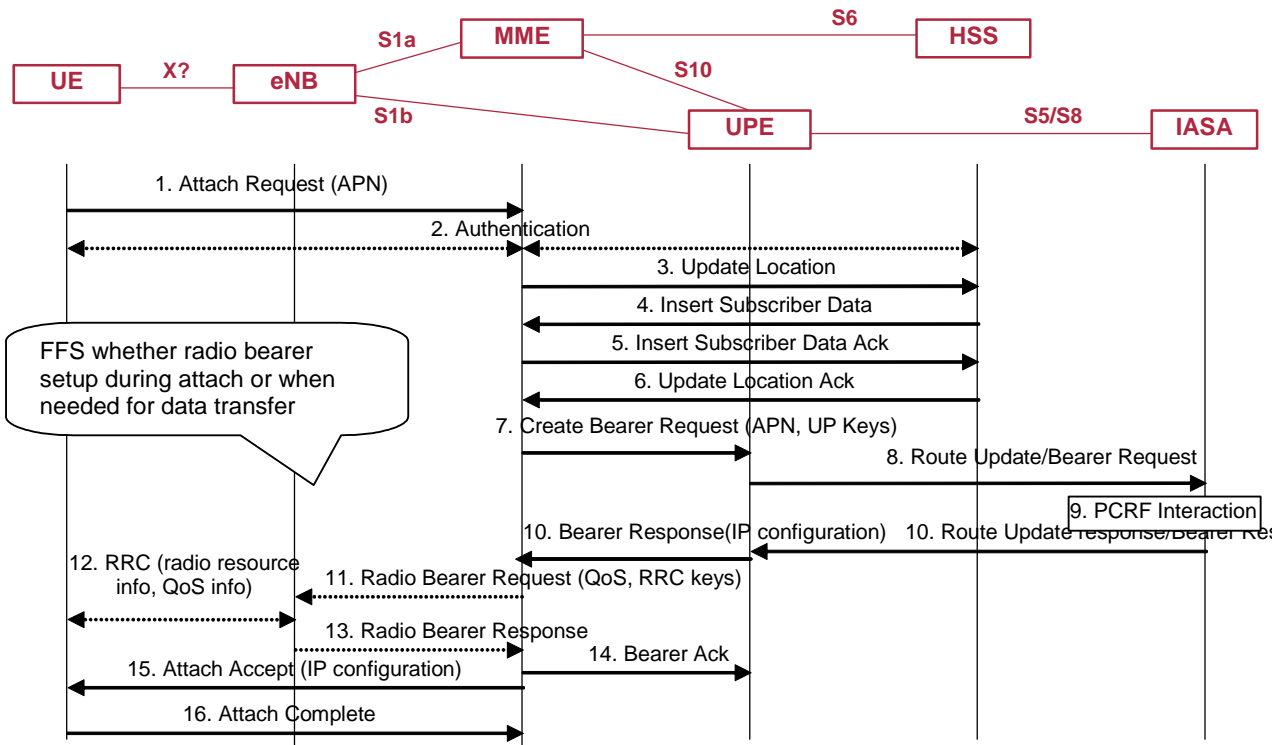 S6
MME
HSS
S1a
X?
S10
UE
eNB
S1b
S5/S8
UPE
IASA
1. Attach Request (APN)
2. Authentication
3. Update Location
4. Insert Subscriber Data
FFS whether radio bearer
setup during attach or when
needed for data transfer
5. Insert Subscriber Data Ack
6. Update Location Ack
7. Create Bearer Request (APN, UP Keys)
8. Route Update/Bearer Request
9. PCRF Interaction
10. Bearer Response(IP configuration)
10. Route Update response/Bearer Res
12. RRC (radio resource
info, QoS info)
11. Radio Bearer Request (QoS, RRC keys)
13. Radio Bearer Response
14. Bearer Ack
15. Attach Accept (IP configuration)
16. Attach Complete